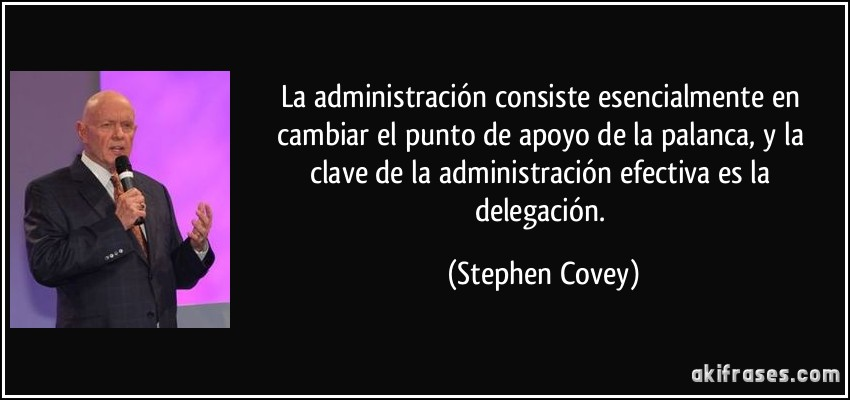 La administración consiste esencialmente en
cambiar el punto de apoyo de la palanca, y la
clave de la administración efectiva es la
delegación.
(Stephen Covey)
akifrases.com